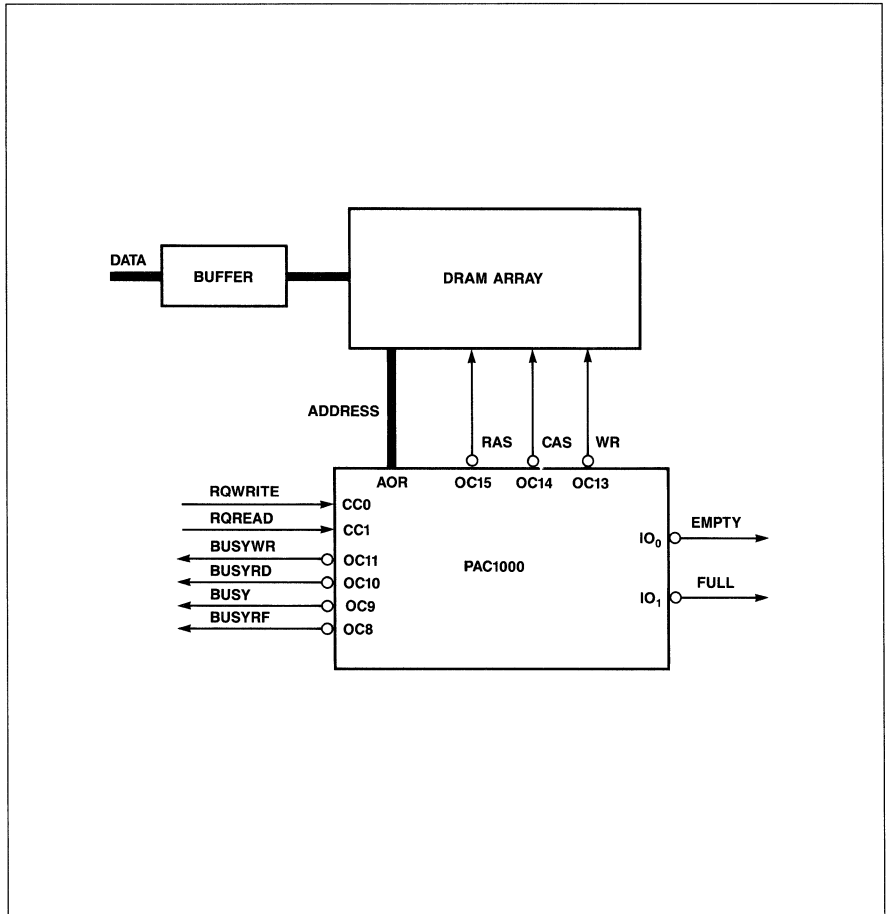 DATA
BUFFER
DRAM ARRAY
ADDRESS
RAS
CAS
WR
AOR
OC15
OC14
OC13
RQWRITE
CC0
RQREAD
CC1
BUSYWR
OC11
BUSYRD
OC10
BUSY
OC9
BUSYRF
OC8
PAC1000
IO0
EMPTY
IO1
FULL